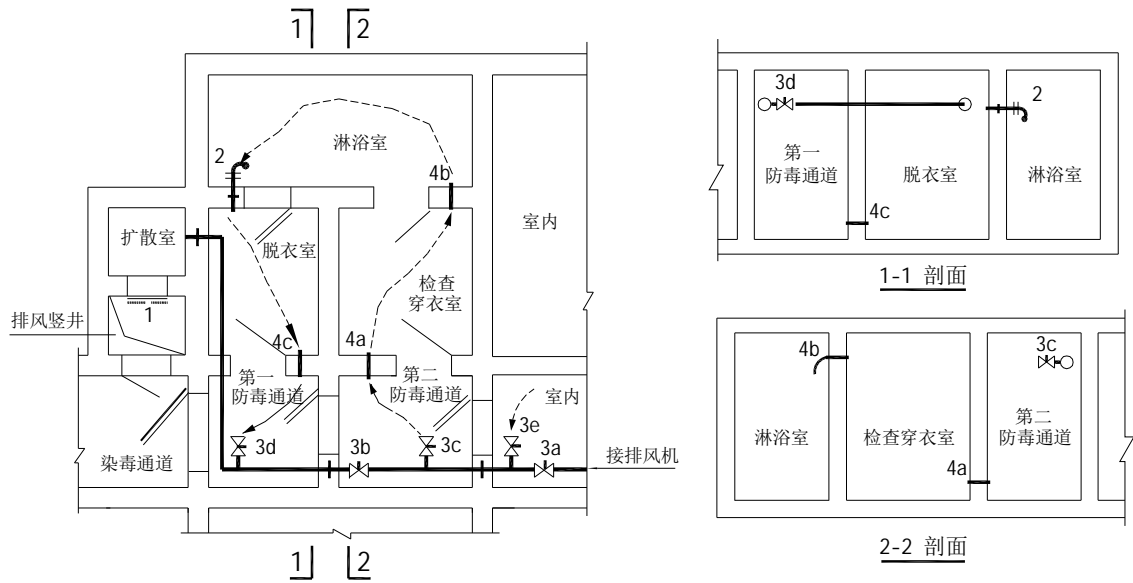 1
2
淋浴室
2
4b
扩散室
脱衣室
室内
检查
穿衣室
1
排风竖井
4c
4a
第一
防毒通道
第二
防毒通道
室内
3e
3d
3b
3c
3a
染毒通道
接排风机
1
2
3d
2
第一
防毒通道
脱衣室
淋浴室
4c
1-1 剖面
4b
3c
淋浴室
检查穿衣室
第二
防毒通道
4a
2-2 剖面